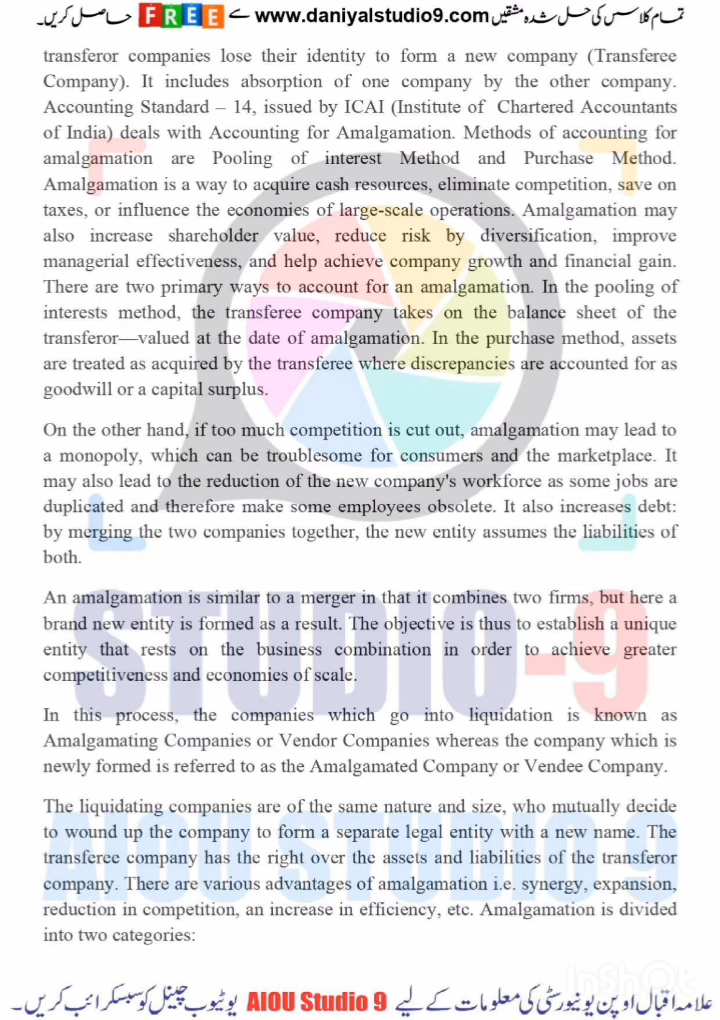 تمام کلاس کی حل شدہ مشقیں www.daniyalstudio9.com سے FREE حاصل کریں۔
transferor companies lose their identity to form a new company (Transferee
Company). It includes absorption of one company by the other company.
Accounting Standard – 14, issued by ICAI (Institute of Chartered Accountants
of India) deals with Accounting for Amalgamation. Methods of accounting for
amalgamation are Pooling of interest Method and Purchase Method.
Amalgamation is a way to acquire cash resources, eliminate competition, save on
taxes, or influence the economies of large-scale operations. Amalgamation may
also increase shareholder value, reduce risk by diversification, improve
managerial effectiveness, and help achieve company growth and financial gain.
There are two primary ways to account for an amalgamation. In the pooling of
interests method, the transferee company takes on the balance sheet of the
transferor—valued at the date of amalgamation. In the purchase method, assets
are treated as acquired by the transferee where discrepancies are accounted for as
goodwill or a capital surplus.
On the other hand, if too much competition is cut out, amalgamation may lead to
a monopoly, which can be troublesome for consumers and the marketplace. It
may also lead to the reduction of the new company's workforce as some jobs are
duplicated and therefore make some employees obsolete. It also increases debt:
by merging the two companies together, the new entity assumes the liabilities of
both.
An amalgamation is similar to a merger in that it combines two firms, but here a
brand new entity is formed as a result. The objective is thus to establish a unique
entity that rests on the business combination in order to achieve greater
competitiveness and economies of scale.
STUDIO-9
In this process, the companies which go into liquidation is known as
Amalgamating Companies or Vendor Companies whereas the company which is
newly formed is referred to as the Amalgamated Company or Vendee Company.
The liquidating companies are of the same nature and size, who mutually decide
to wound up the company to form a separate legal entity with a new name. The
transferee company has the right over the assets and liabilities of the transferor
company. There are various advantages of amalgamation i.e. synergy, expansion,
reduction in competition, an increase in efficiency, etc. Amalgamation is divided
into two categories:
AIOU STUDIO 9
InShOt
علامہ اقبال اوپن یونیورسٹی کی معلومات کے لیے AIOU Studio 9 یوٹیوب چینل کو سبسکرائب کریں۔